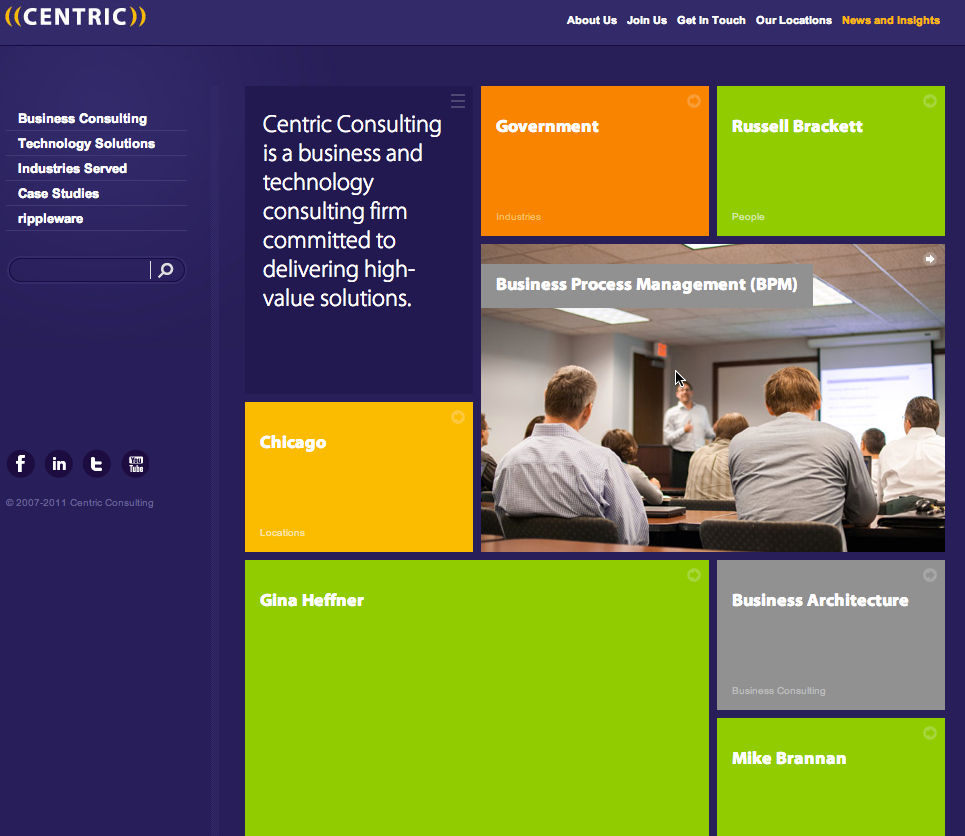 ((CENTRIC))
About Us Join Us Get In Touch Our Locations News and Insights
Business Consulting
Technology Solutions
Industries Served
Case Studies
rippleware
f in t You Tube
© 2007-2011 Centric Consulting
Centric Consulting
is a business and
technology
consulting firm
committed to
delivering high-
value solutions.
Government
Industries
Russell Brackett
People
Business Process Management (BPM)
Chicago
Locations
Gina Heffner
Business Architecture
Business Consulting
Mike Brannan